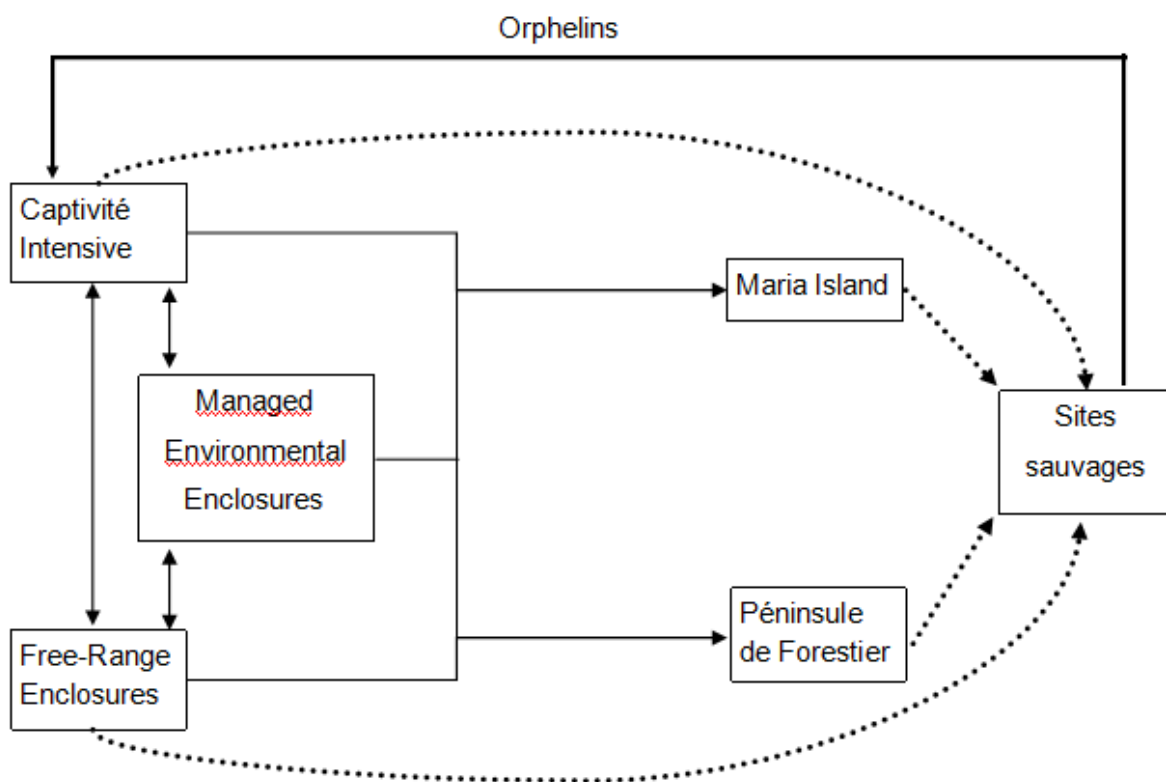 Orphelins
Captivité
Intensive
Maria Island
Managed
Environmental
Enclosures
Sites
sauvages
Péninsule
de Forestier
Free-Range
Enclosures